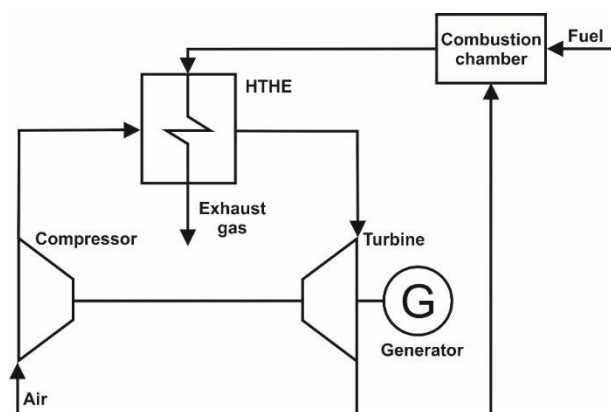 Combustion
chamber
Fuel
HTHE
Exhaust
gas
Compressor
Turbine
G
Generator
Air